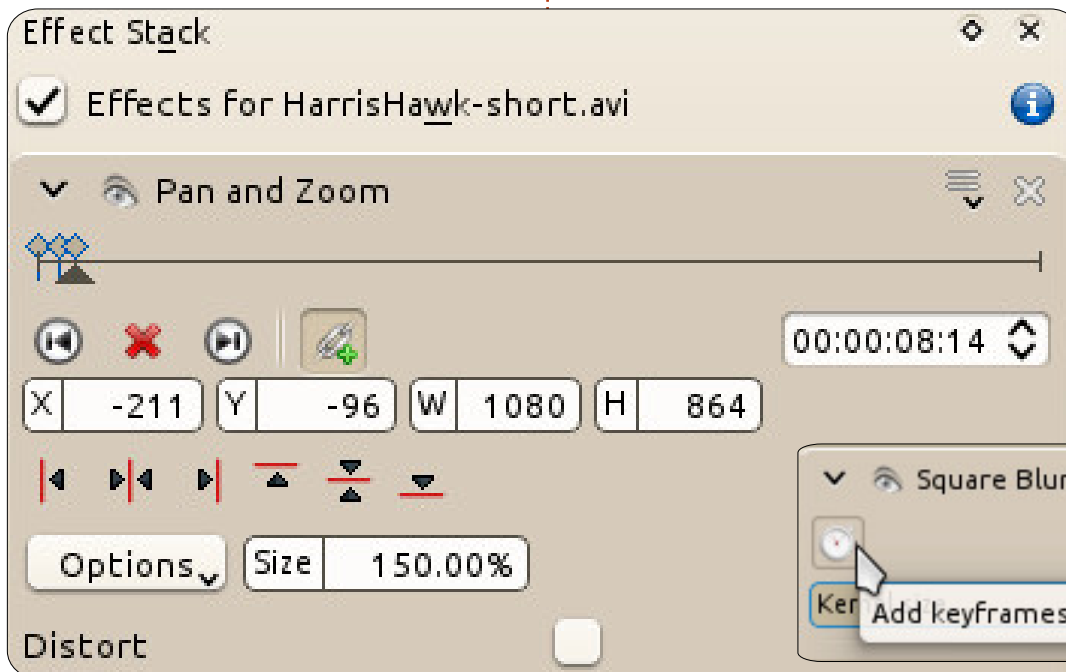 Effect Stack
Effects for HarrisHawk-short.avi
Pan and Zoom
00:00:08:14
X -211 Y -96 W 1080 H 864
Square Blur
Options Size 150.00%
Add keyframes
Distort